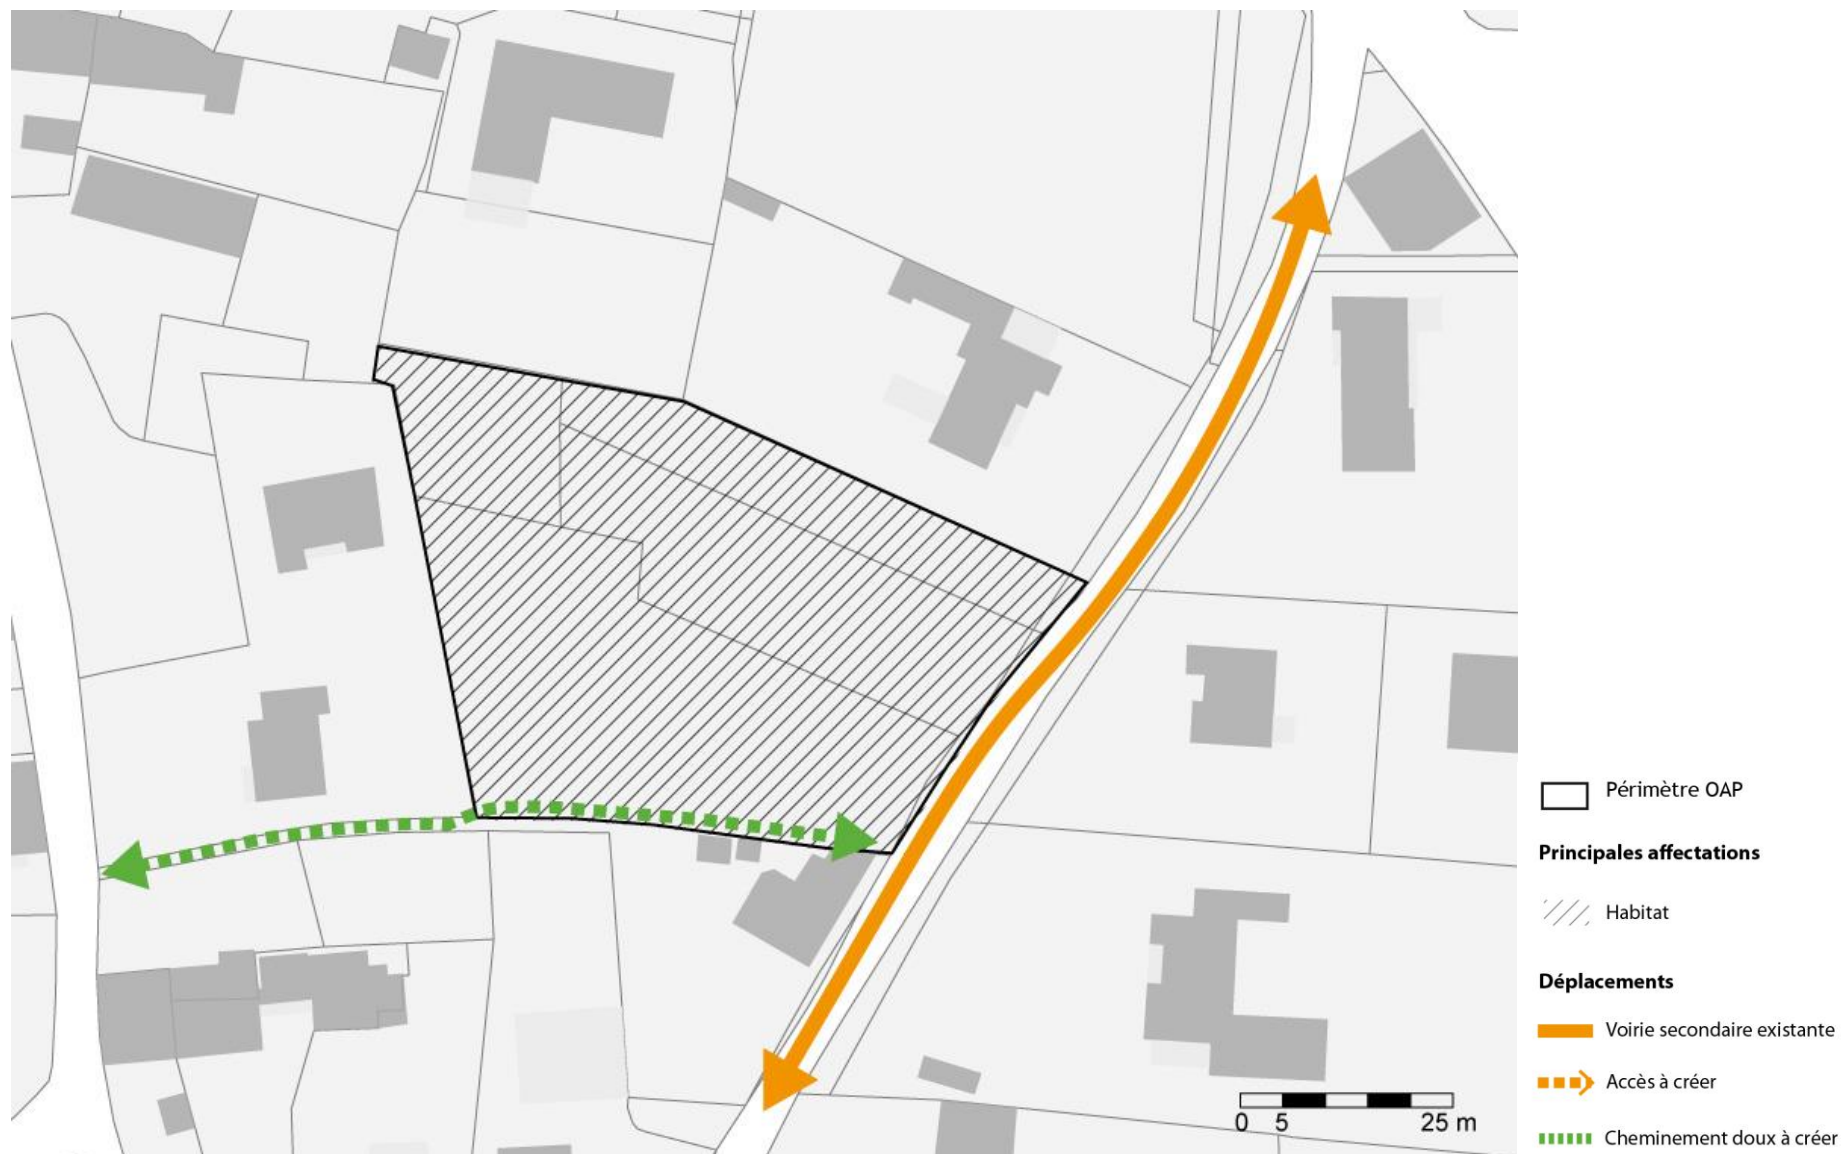 Périmètre OAP
Principales affectations
Habitat
Déplacements
Voirie secondaire existante
Accès à créer
Cheminement doux à créer
0 5 25 m